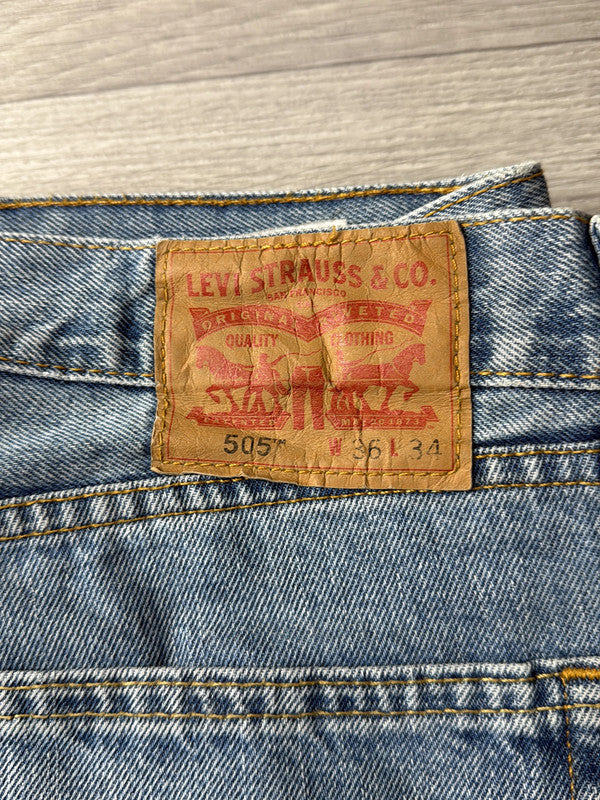 LEVI STRAUSS & CO.
SAN FRANCISCO
ORIGINAL RIVETED
QUALITY CLOTHING
505™ W 36 L 34